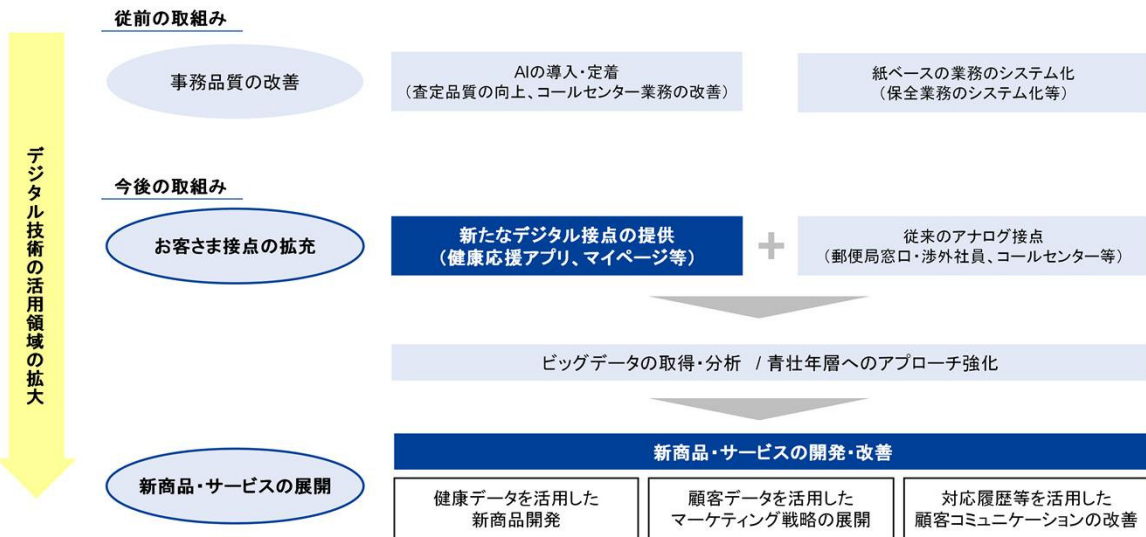 従前の取組み
事務品質の改善
AIの導入・定着
(査定品質の向上、コールセンター業務の改善)
紙ベースの業務のシステム化
(保全業務のシステム化等)
デジタル技術の活用領域の拡大
今後の取組み
お客さま接点の拡充
新たなデジタル接点の提供
(健康応援アプリ、マイページ等)
+
従来のアナログ接点
(郵便局窓口・渉外社員、コールセンター等)
ビッグデータの取得・分析 / 青壮年層へのアプローチ強化
新商品・サービスの展開
新商品・サービスの開発・改善
健康データを活用した
新商品開発
顧客データを活用した
マーケティング戦略の展開
対応履歴等を活用した
顧客コミュニケーションの改善